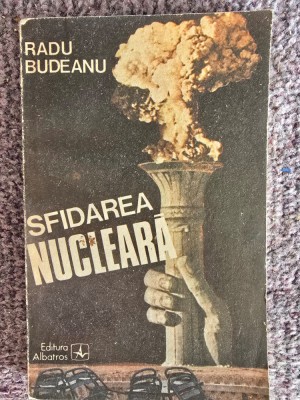 RADU
BUDEANU
SFIDAREA
NUCLEARĂ
Editura
Albatros